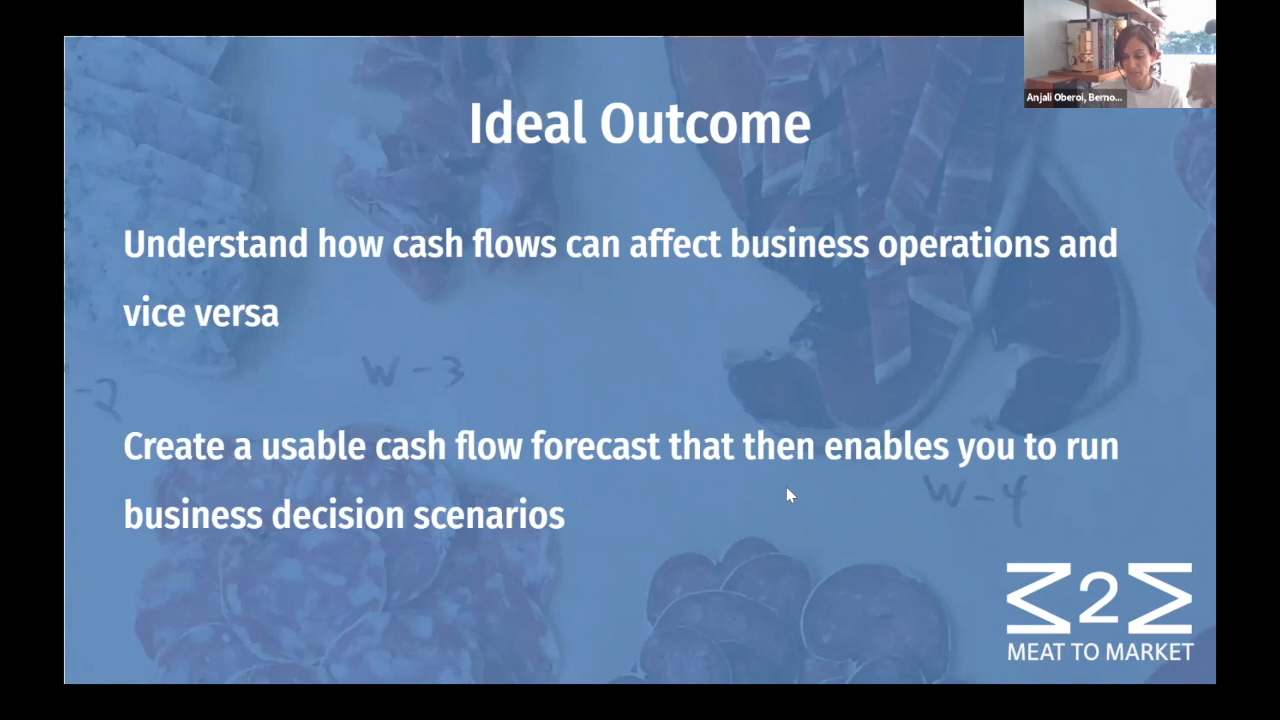 Anjali Oberoi, Berno...
Ideal Outcome
Understand how cash flows can affect business operations and
vice versa
W-3
-2
Create a usable cash flow forecast that then enables you to run
W-4
business decision scenarios
M2M
MEAT TO MARKET